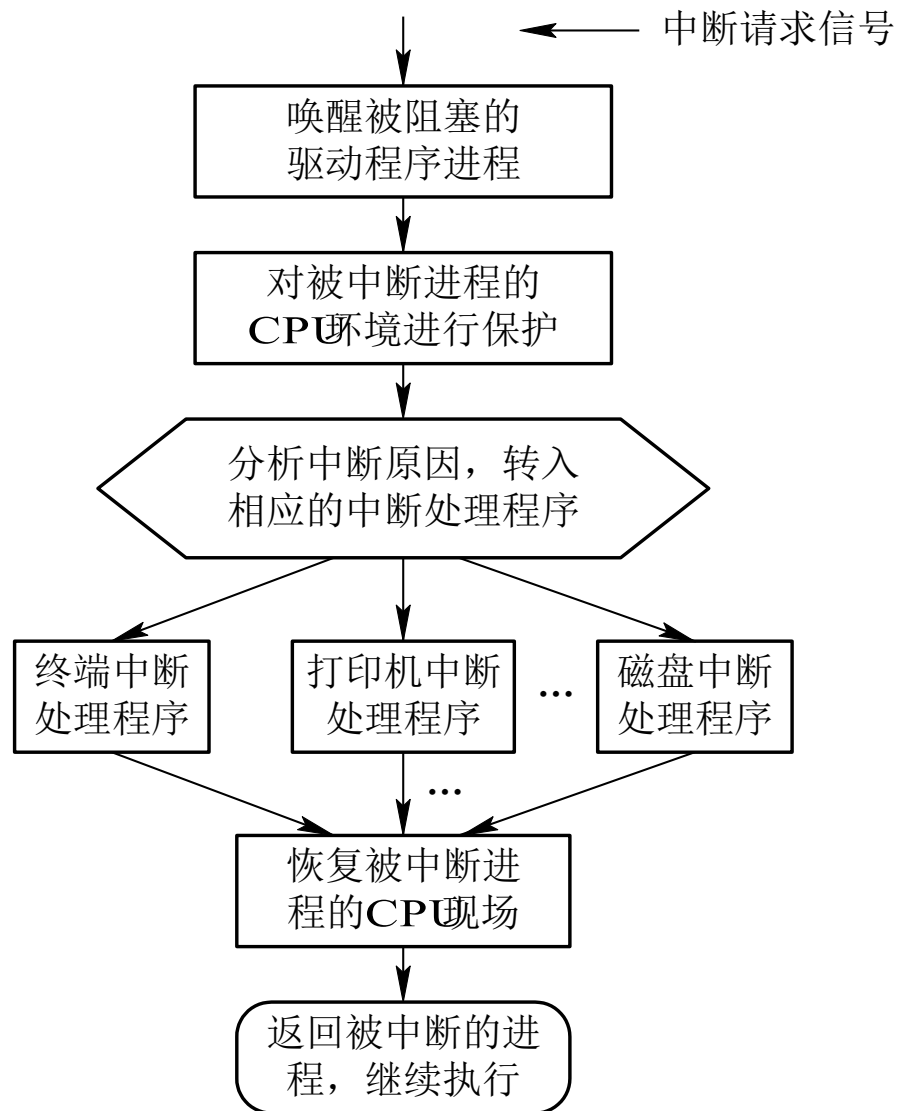 中断请求信号
唤醒被阻塞的
驱动程序进程
对被中断进程的
CPU环境进行保护
分析中断原因，转入
相应的中断处理程序
终端中断
处理程序
打印机中断
处理程序
...
磁盘中断
处理程序
...
恢复被中断进
程的CPU现场
返回被中断的进
程，继续执行